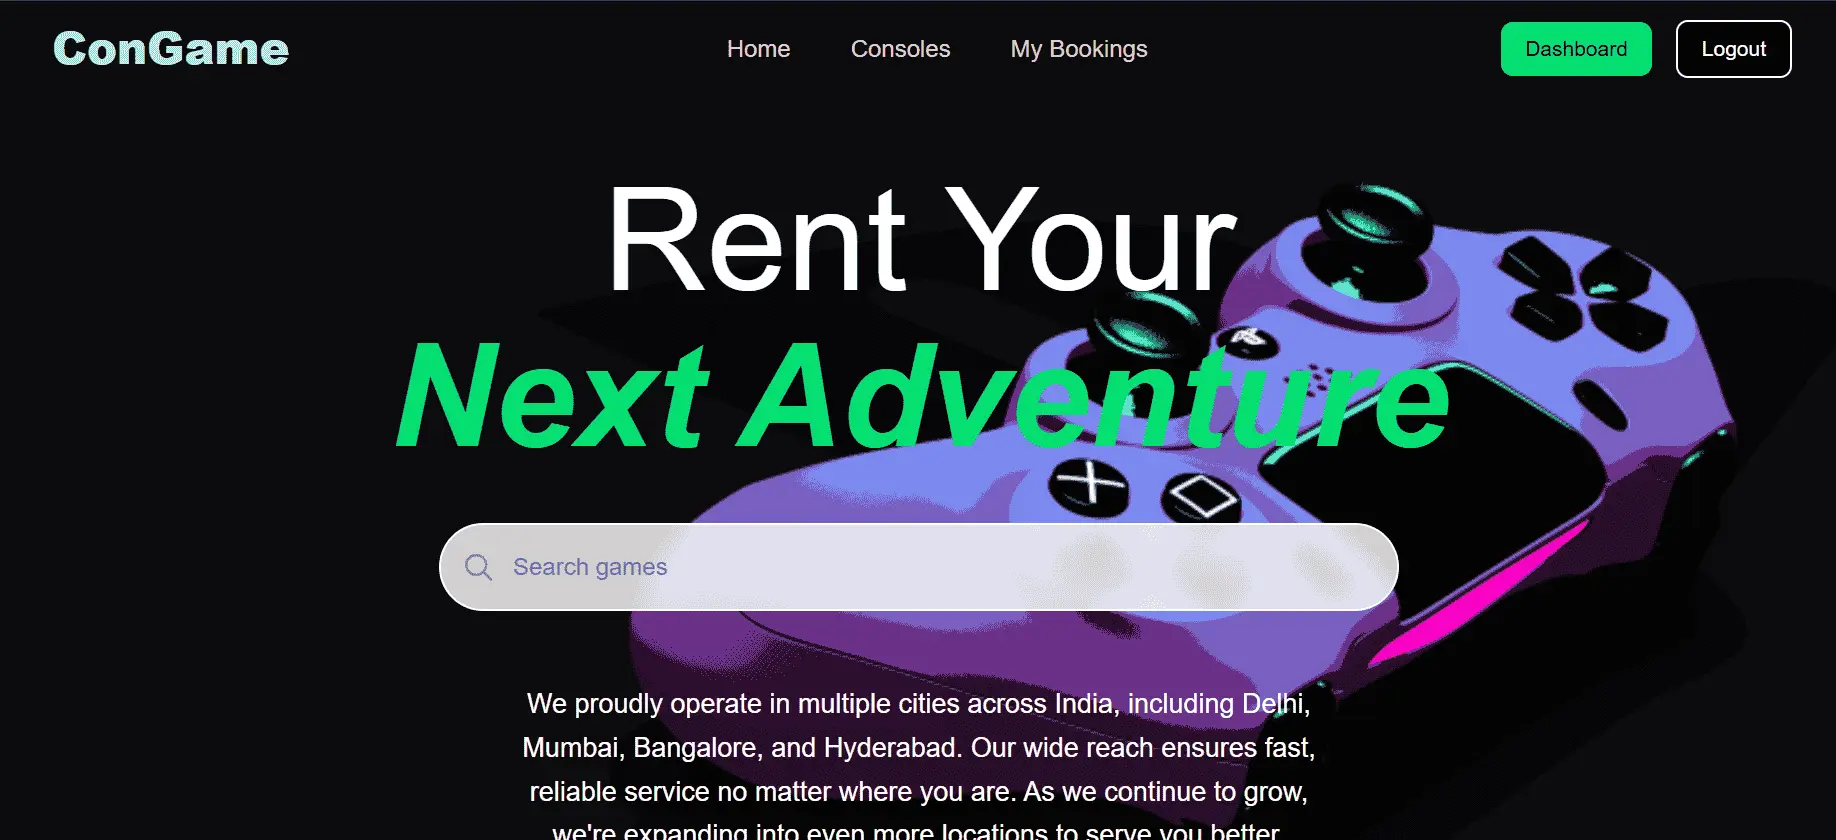 ConGame
Home
Consoles
My Bookings
Dashboard
Logout
Rent Your
Next Adventure
Search games
We proudly operate in multiple cities across India, including Delhi,
Mumbai, Bangalore, and Hyderabad. Our wide reach ensures fast,
reliable service no matter where you are. As we continue to grow,
we're expanding into even more locations to serve you better